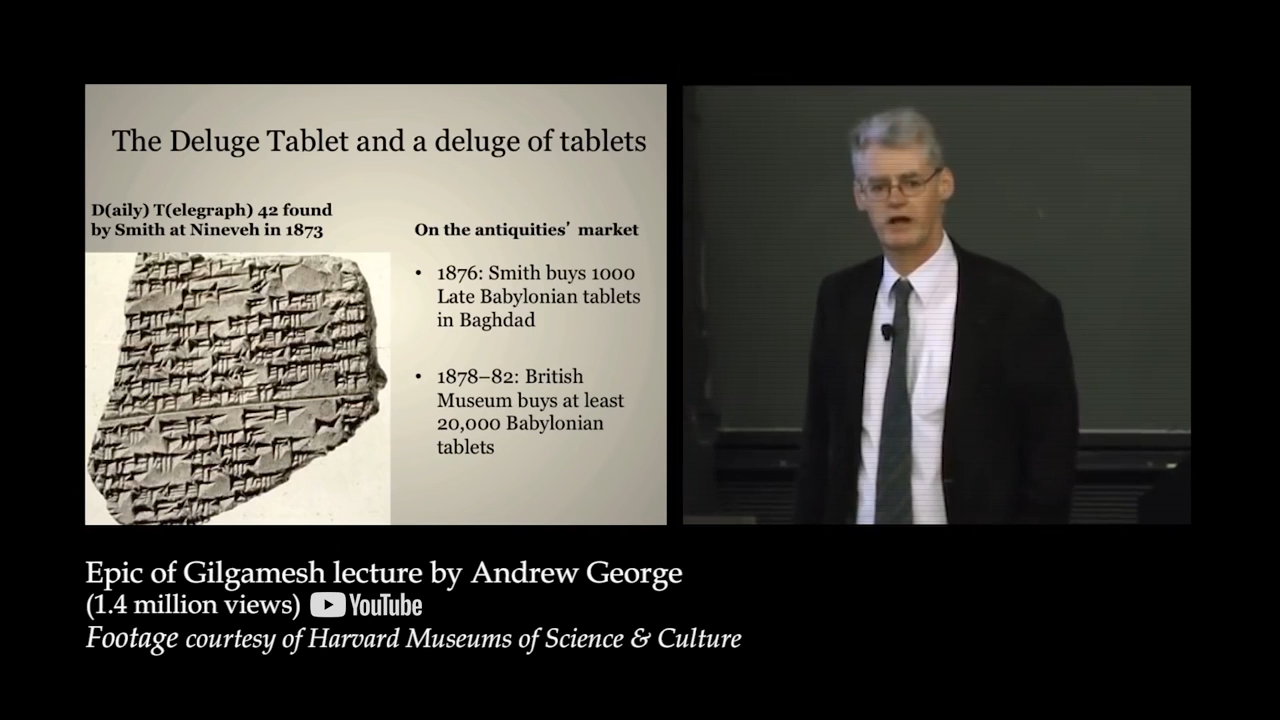 The Deluge Tablet and a deluge of tablets
D(aily) T(elegraph) 42 found
by Smith at Nineveh in 1873
On the antiquities’ market
• 1876: Smith buys 1000
Late Babylonian tablets
in Baghdad
• 1878–82: British
Museum buys at least
20,000 Babylonian
tablets
Epic of Gilgamesh lecture by Andrew George
(1.4 million views) YouTube
Footage courtesy of Harvard Museums of Science & Culture